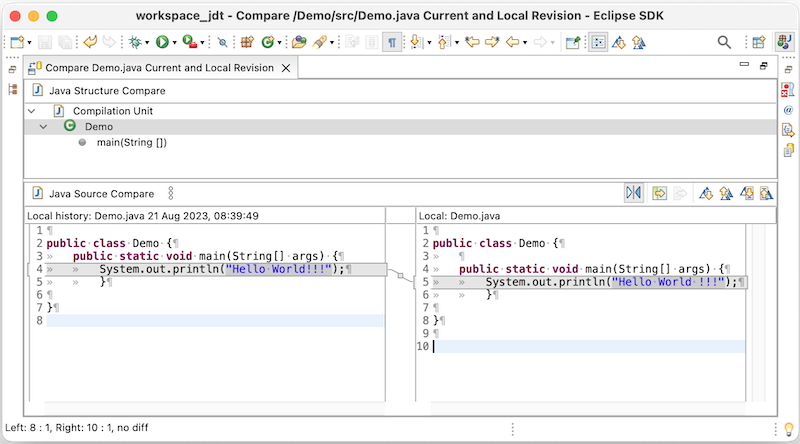 workspace_jdt - Compare /Demo/src/Demo.java Current and Local Revision - Eclipse SDK
Compare Demo.java Current and Local Revision
Java Structure Compare
Compilation Unit
Demo
main(String [])
Java Source Compare
Local history: Demo.java 21 Aug 2023, 08:39:49
1 ¶
2 public·class·Demo·{¶
3 » public·static·void·main(String[]·args)·{¶
4 » » System.out.println("Hello·World!!!");¶
5 » » }¶
6 ¶
7 }¶
8
Local: Demo.java
1 ¶
2 public·class·Demo·{¶
3 » ¶
4 » public·static·void·main(String[]·args)·{¶
5 » » System.out.println("Hello·World·!!!");¶
6 » » }¶
7 ¶
8 }¶
9 ¶
10
Left: 8 : 1, Right: 10 : 1, no diff